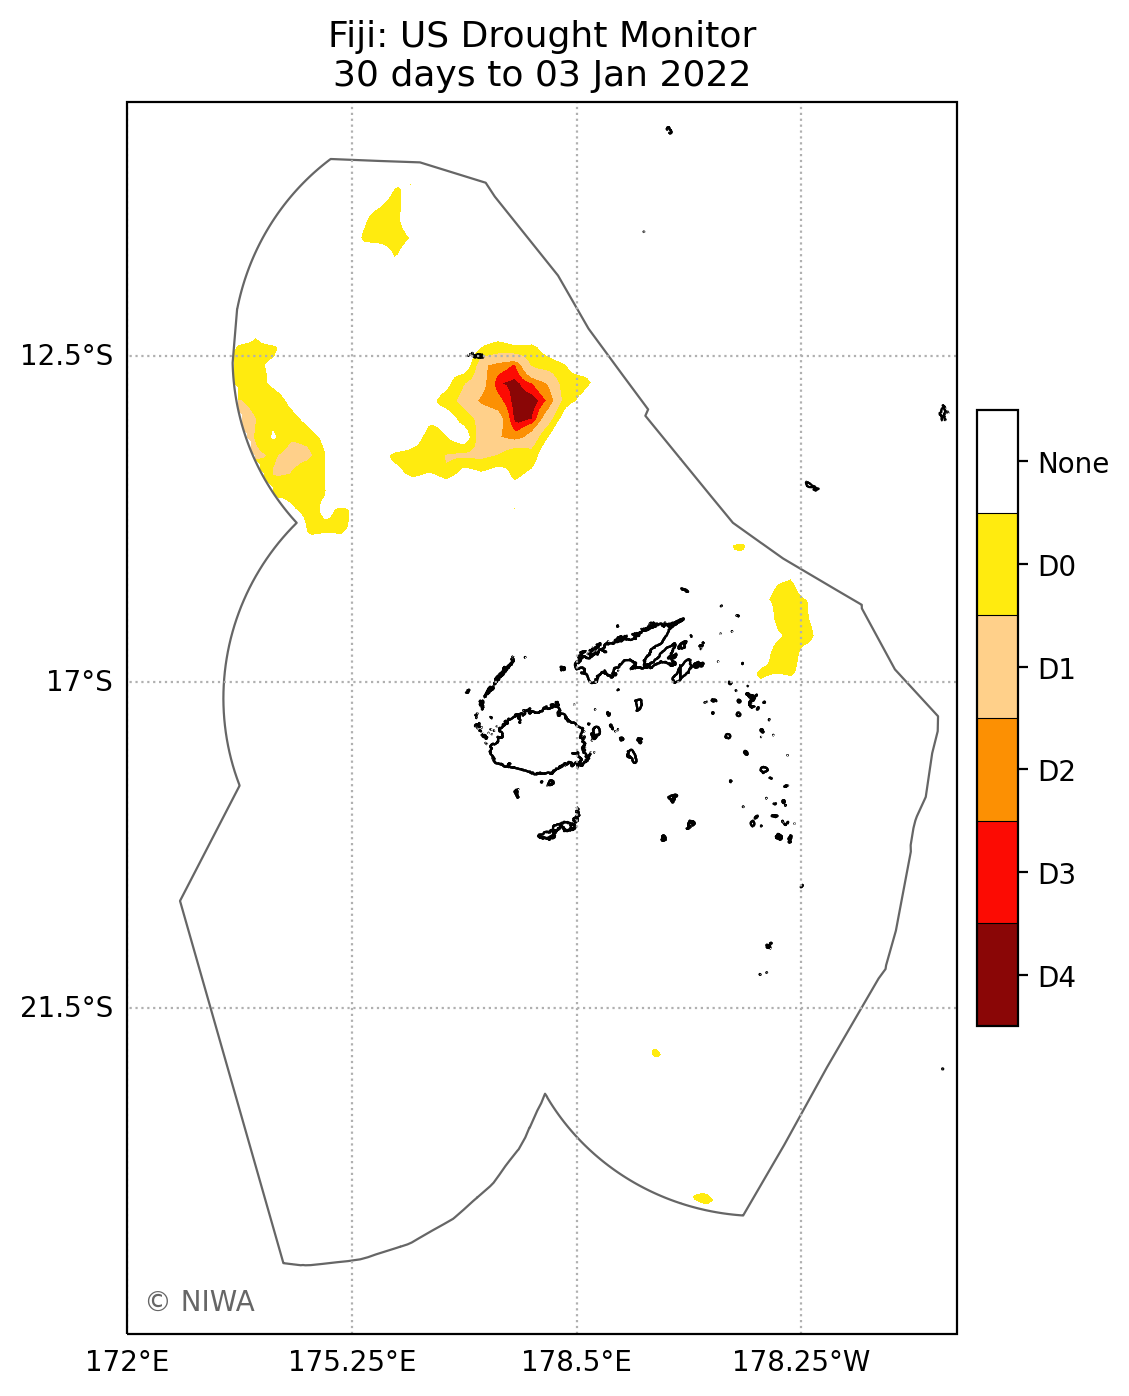 Fiji: US Drought Monitor
30 days to 03 Jan 2022
12.5°S
17°S
21.5°S
172°E
175.25°E
178.5°E
178.25°W
None
D0
D1
D2
D3
D4
© NIWA